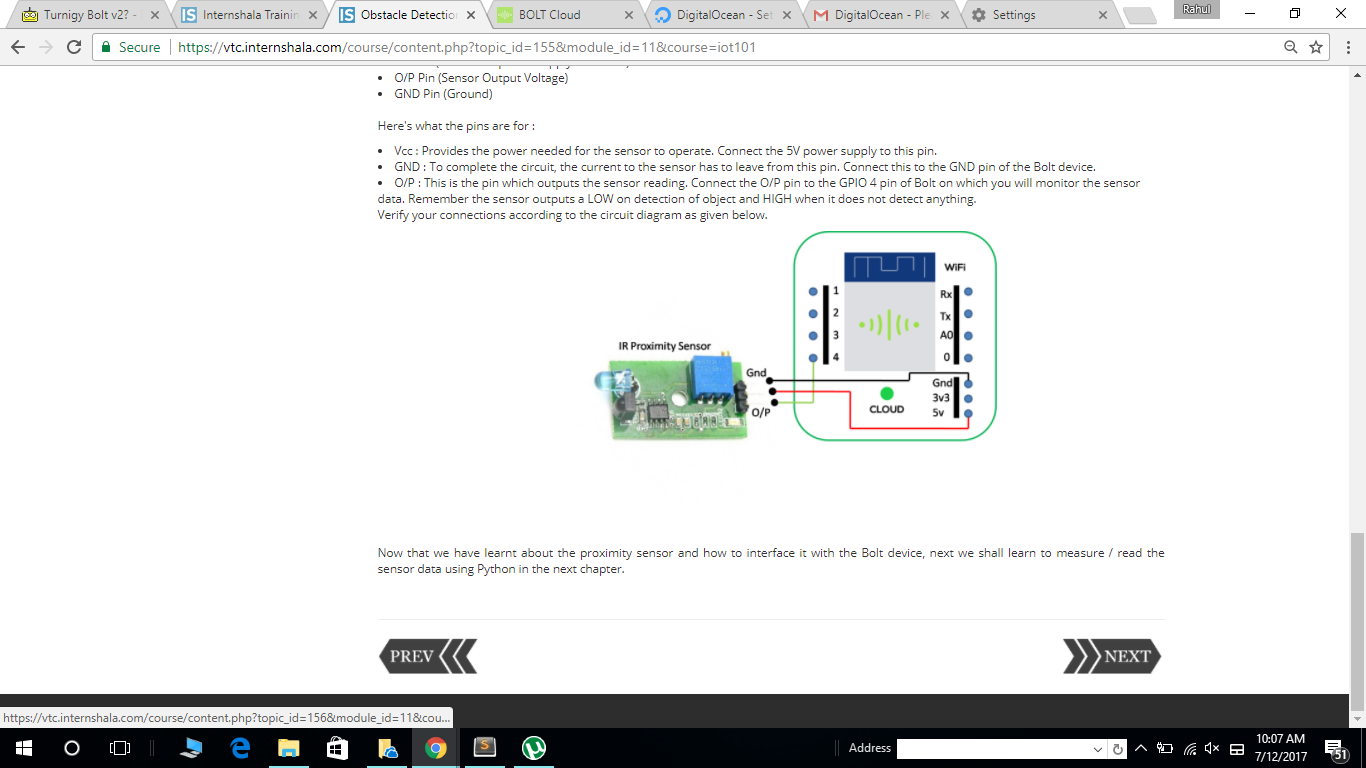 Turnigy Bolt v2? -
Internshala Trainin
Obstacle Detection
BOLT Cloud
DigitalOcean - Set
DigitalOcean - Ple
Settings
Rahul
Secure
https://vtc.internshala.com/course/content.php?topic_id=155&module_id=11&course=iot101
• O/P Pin (Sensor Output Voltage)
• GND Pin (Ground)
Here's what the pins are for :
• Vcc : Provides the power needed for the sensor to operate. Connect the 5V power supply to this pin.
• GND : To complete the circuit, the current to the sensor has to leave from this pin. Connect this to the GND pin of the Bolt device.
• O/P : This is the pin which outputs the sensor reading. Connect the O/P pin to the GPIO 4 pin of Bolt on which you will monitor the sensor
data. Remember the sensor outputs a LOW on detection of object and HIGH when it does not detect anything.
Verify your connections according to the circuit diagram as given below.
WiFi
1
Rx
2
Tx
3
A0
IR Proximity Sensor
4
0
Gnd
Gnd
3v3
O/P
CLOUD
5v
Now that we have learnt about the proximity sensor and how to interface it with the Bolt device, next we shall learn to measure / read the
sensor data using Python in the next chapter.
PREV
NEXT
https://vtc.internshala.com/course/content.php?topic_id=156&module_id=11&cou...
Address
10:07 AM
7/12/2017
51